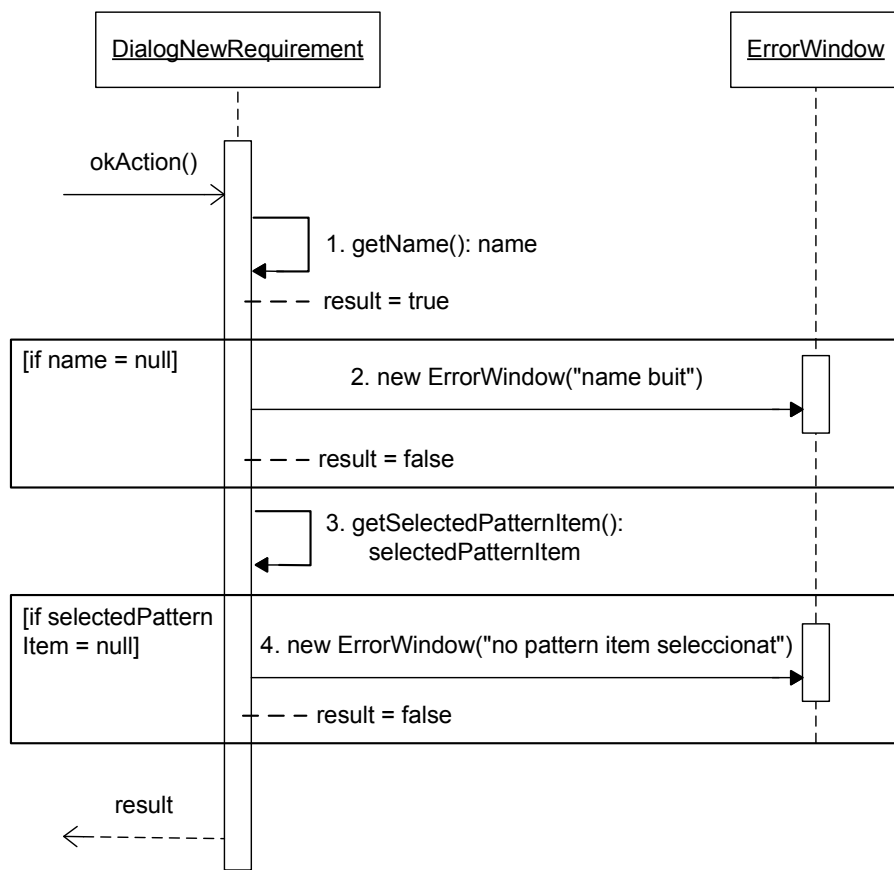 DialogNewRequirement
ErrorWindow
okAction()
1. getName(): name
result = true
[if name = null]
2. new ErrorWindow("name buit")
result = false
3. getSelectedPatternItem():
selectedPatternItem
[if selectedPattern
Item = null]
4. new ErrorWindow("no pattern item seleccionat")
result = false
result